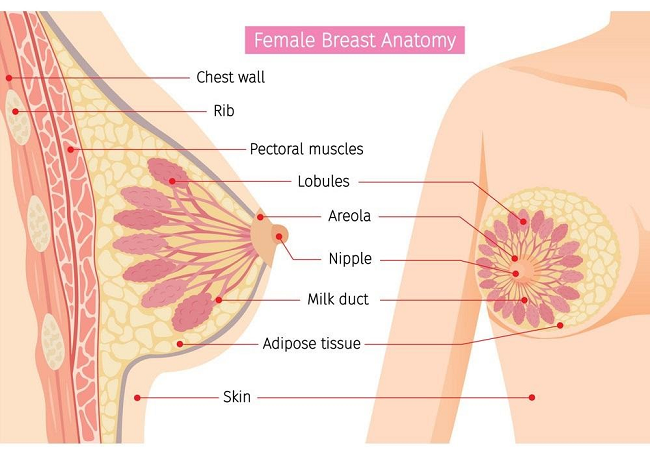 Female Breast Anatomy
Chest wall
Rib
Pectoral muscles
Lobules
Areola
Nipple
Milk duct
Adipose tissue
Skin